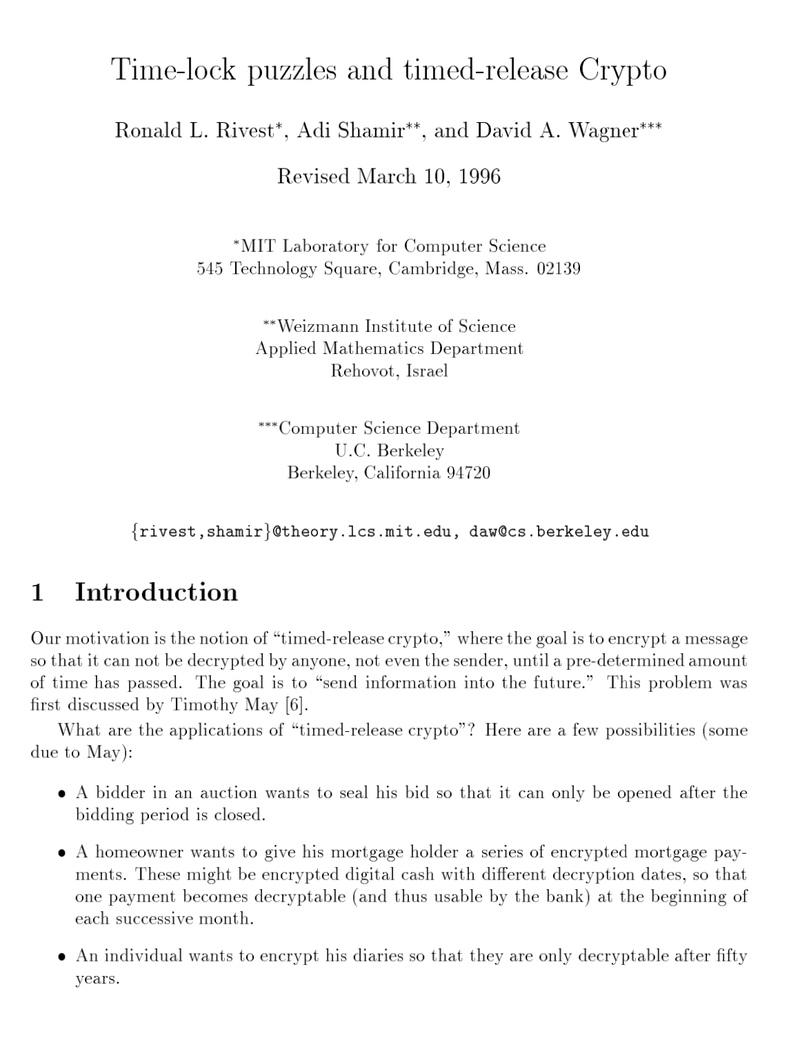 Time-lock puzzles and timed-release Crypto
Ronald L. Rivest*, Adi Shamir**, and David A. Wagner***
Revised March 10, 1996
*MIT Laboratory for Computer Science
545 Technology Square, Cambridge, Mass. 02139
**Weizmann Institute of Science
Applied Mathematics Department
Rehovot, Israel
***Computer Science Department
U.C. Berkeley
Berkeley, California 94720
{rivest,shamir}@theory.lcs.mit.edu, daw@cs.berkeley.edu
1 Introduction
Our motivation is the notion of “timed-release crypto,” where the goal is to encrypt a message
so that it can not be decrypted by anyone, not even the sender, until a pre-determined amount
of time has passed. The goal is to “send information into the future.” This problem was
first discussed by Timothy May [6].
What are the applications of “timed-release crypto”? Here are a few possibilities (some
due to May):
• A bidder in an auction wants to seal his bid so that it can only be opened after the
bidding period is closed.
• A homeowner wants to give his mortgage holder a series of encrypted mortgage pay-
ments. These might be encrypted digital cash with different decryption dates, so that
one payment becomes decryptable (and thus usable by the bank) at the beginning of
each successive month.
• An individual wants to encrypt his diaries so that they are only decryptable after fifty
years.